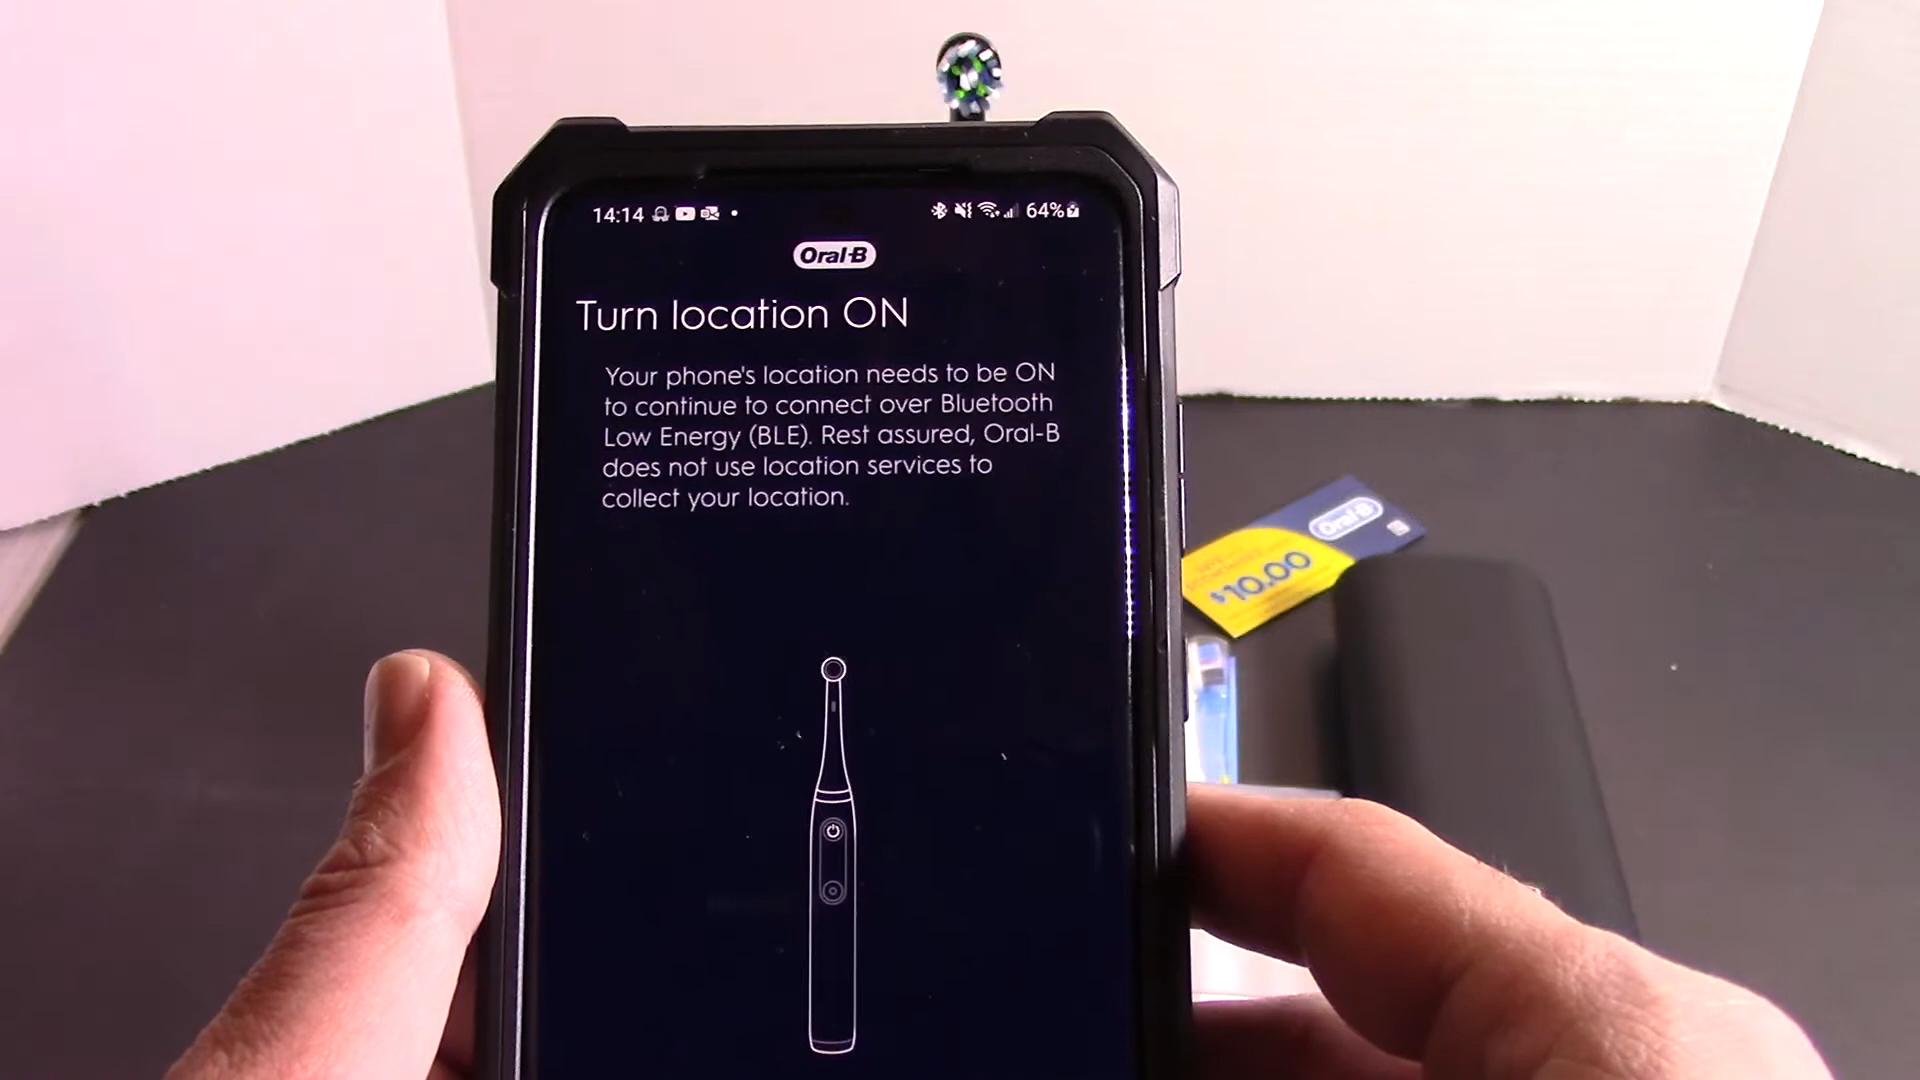 14:14
64%
Oral-B
Turn location ON
Your phone's location needs to be ON
to continue to connect over Bluetooth
Low Energy (BLE). Rest assured, Oral-B
does not use location services to
collect your location.
Oral-B
$10.00